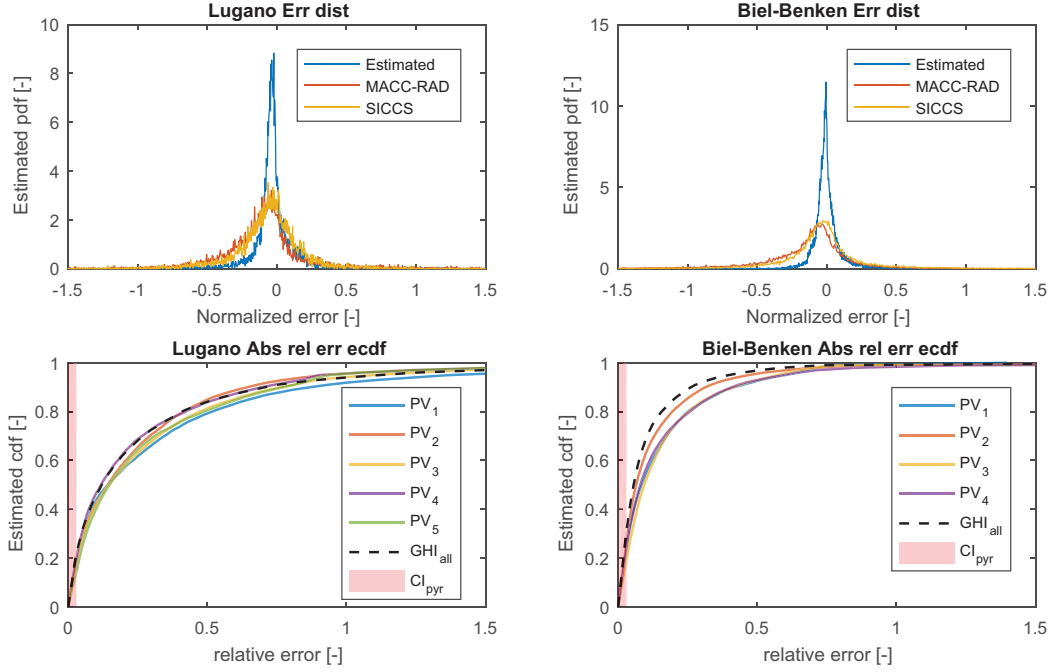 Lugano Err dist
10
8
6
4
2
0
Estimated pdf [-]
Estimated
MACC-RAD
SICCS
-1.5
-1
-0.5
0
0.5
1
1.5
Normalized error [-]
Biel-Benken Err dist
15
10
5
0
Estimated pdf [-]
Estimated
MACC-RAD
SICCS
-1.5
-1
-0.5
0
0.5
1
1.5
Normalized error [-]
Lugano Abs rel err ecdf
1
0.8
0.6
0.4
0.2
0
Estimated cdf [-]
PV1
PV2
PV3
PV4
PV5
GHIall
CIpyr
0
0.5
1
1.5
relative error [-]
Biel-Benken Abs rel err ecdf
1
0.8
0.6
0.4
0.2
0
Estimated cdf [-]
PV1
PV2
PV3
PV4
GHIall
CIpyr
0
0.5
1
1.5
relative error [-]